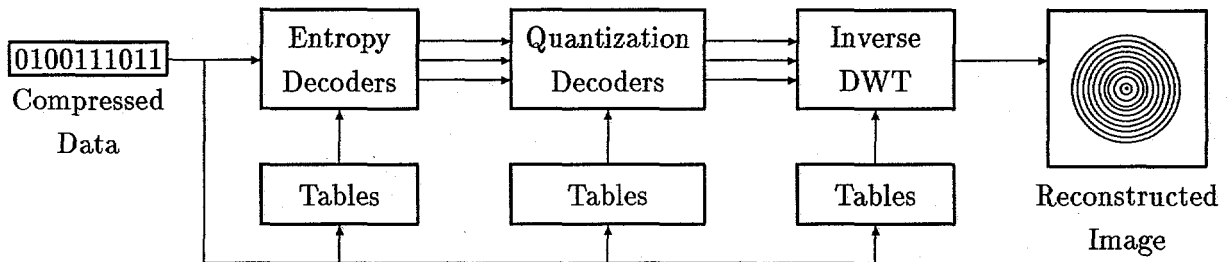 0100111011
Compressed
Data
Entropy
Decoders
Quantization
Decoders
Inverse
DWT
Tables
Tables
Tables
Reconstructed
Image